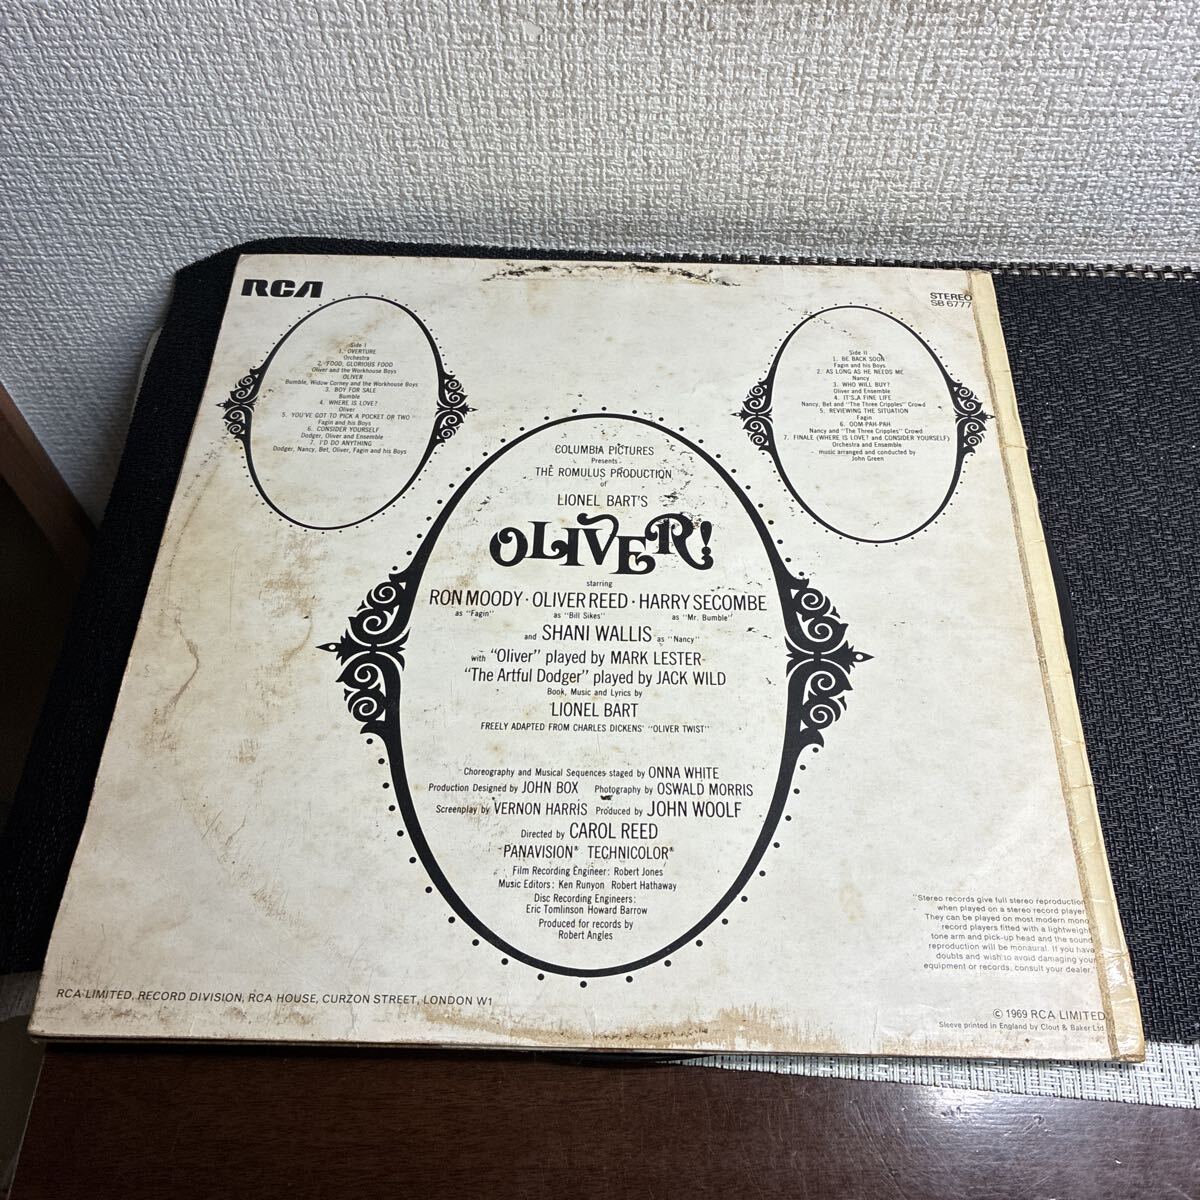 RCA
STEREO
SB 6777
Side I
1. OVERTURE
Orchestra
2. FOOD, GLORIOUS FOOD
Oliver and the Workhouse Boys
OLIVER
Bumble, Widow Corney and the Workhouse Boys
3. BOY FOR SALE
Bumble
4. WHERE IS LOVE?
Oliver
5. YOU'VE GOT TO PICK A POCKET OR TWO
Fagin and his Boys
6. CONSIDER YOURSELF
Dodger, Oliver and Ensemble
7. I'D DO ANYTHING
Dodger, Nancy, Bet, Oliver, Fagin and his Boys
Side II
1. BE BACK SOON
Fagin and his Boys
2. AS LONG AS HE NEEDS ME
Nancy
3. WHO WILL BUY?
Oliver and Ensemble
4. IT'S A FINE LIFE
Nancy, Bet and "The Three Cripples" Crowd
5. REVIEWING THE SITUATION
Fagin
6. OOM-PAH-PAH
Nancy and "The Three Cripples" Crowd
7. FINALE (WHERE IS LOVE? and CONSIDER YOURSELF)
Orchestra and Ensemble
music arranged and conducted by
John Green
COLUMBIA PICTURES
Presents
THE ROMULUS PRODUCTION
of
LIONEL BART'S
OLIVER!
starring
RON MOODY · OLIVER REED · HARRY SECOMBE
as "Fagin" as "Bill Sikes" as "Mr. Bumble"
and SHANI WALLIS as "Nancy"
with "Oliver" played by MARK LESTER
"The Artful Dodger" played by JACK WILD
Book, Music and Lyrics by
LIONEL BART
FREELY ADAPTED FROM CHARLES DICKENS' "OLIVER TWIST"
Choreography and Musical Sequences staged by ONNA WHITE
Production Designed by JOHN BOX Photography by OSWALD MORRIS
Screenplay by VERNON HARRIS Produced by JOHN WOOLF
Directed by CAROL REED
PANAVISION® TECHNICOLOR®
Film Recording Engineer: Robert Jones
Music Editors: Ken Runyon Robert Hathaway
Disc Recording Engineers:
Eric Tomlinson Howard Barrow
Produced for records by
Robert Angles
"Stereo records give full stereo reproduction
when played on a stereo record player.
They can be played on most modern mono
record players fitted with a lightweight
tone arm and pick-up head and the sound
reproduction will be monaural. If you have
doubts and wish to avoid damaging your
equipment or records, consult your dealer."
RCA LIMITED, RECORD DIVISION, RCA HOUSE, CURZON STREET, LONDON W1
© 1969 RCA LIMITED
Sleeve printed in England by Clout & Baker Ltd